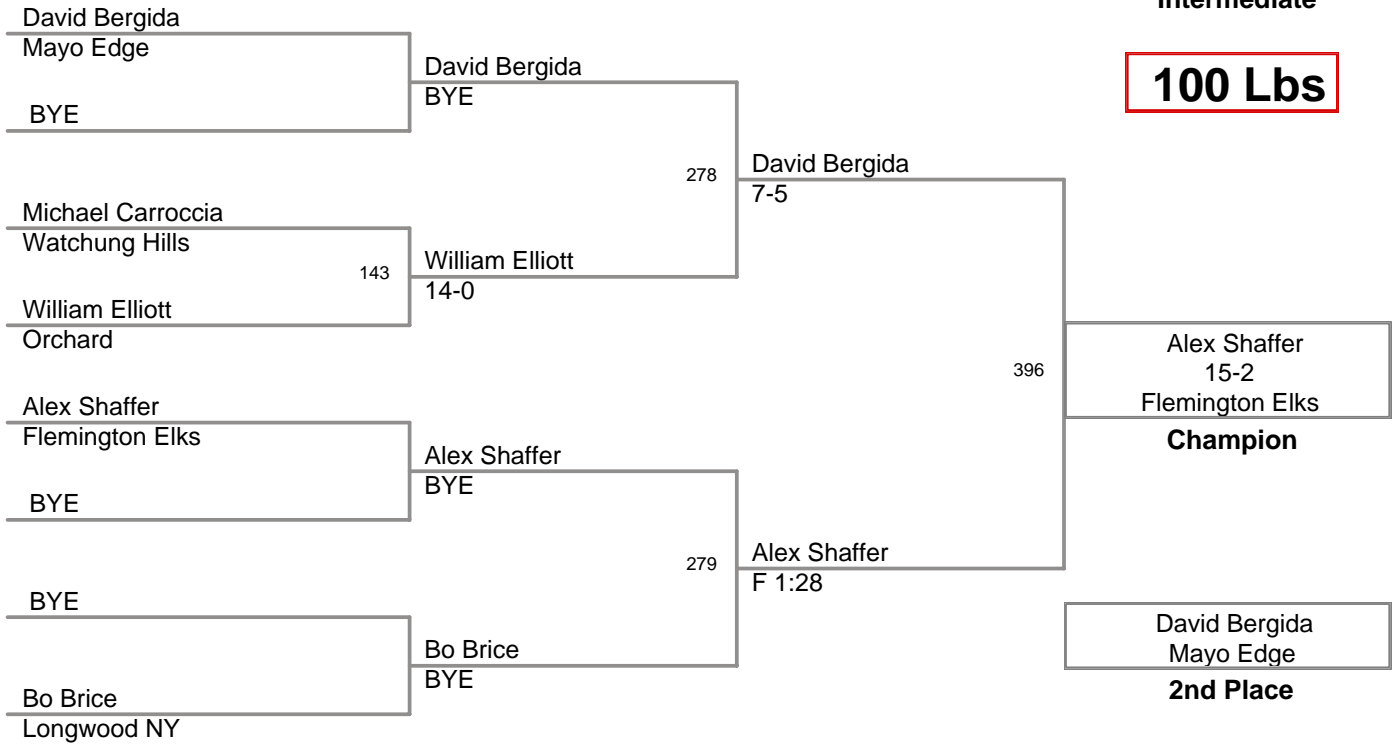 Intermediate
100 Lbs
David Bergida
Mayo Edge
BYE
Michael Carroccia
Watchung Hills
143
William Elliott
Orchard
Alex Shaffer
Flemington Elks
BYE
BYE
Bo Brice
Longwood NY
David Bergida
BYE
278
William Elliott
14-0
Alex Shaffer
BYE
279
Bo Brice
BYE
David Bergida
7-5
396
Alex Shaffer
F 1:28
Alex Shaffer
15-2
Flemington Elks
Champion
David Bergida
Mayo Edge
2nd Place